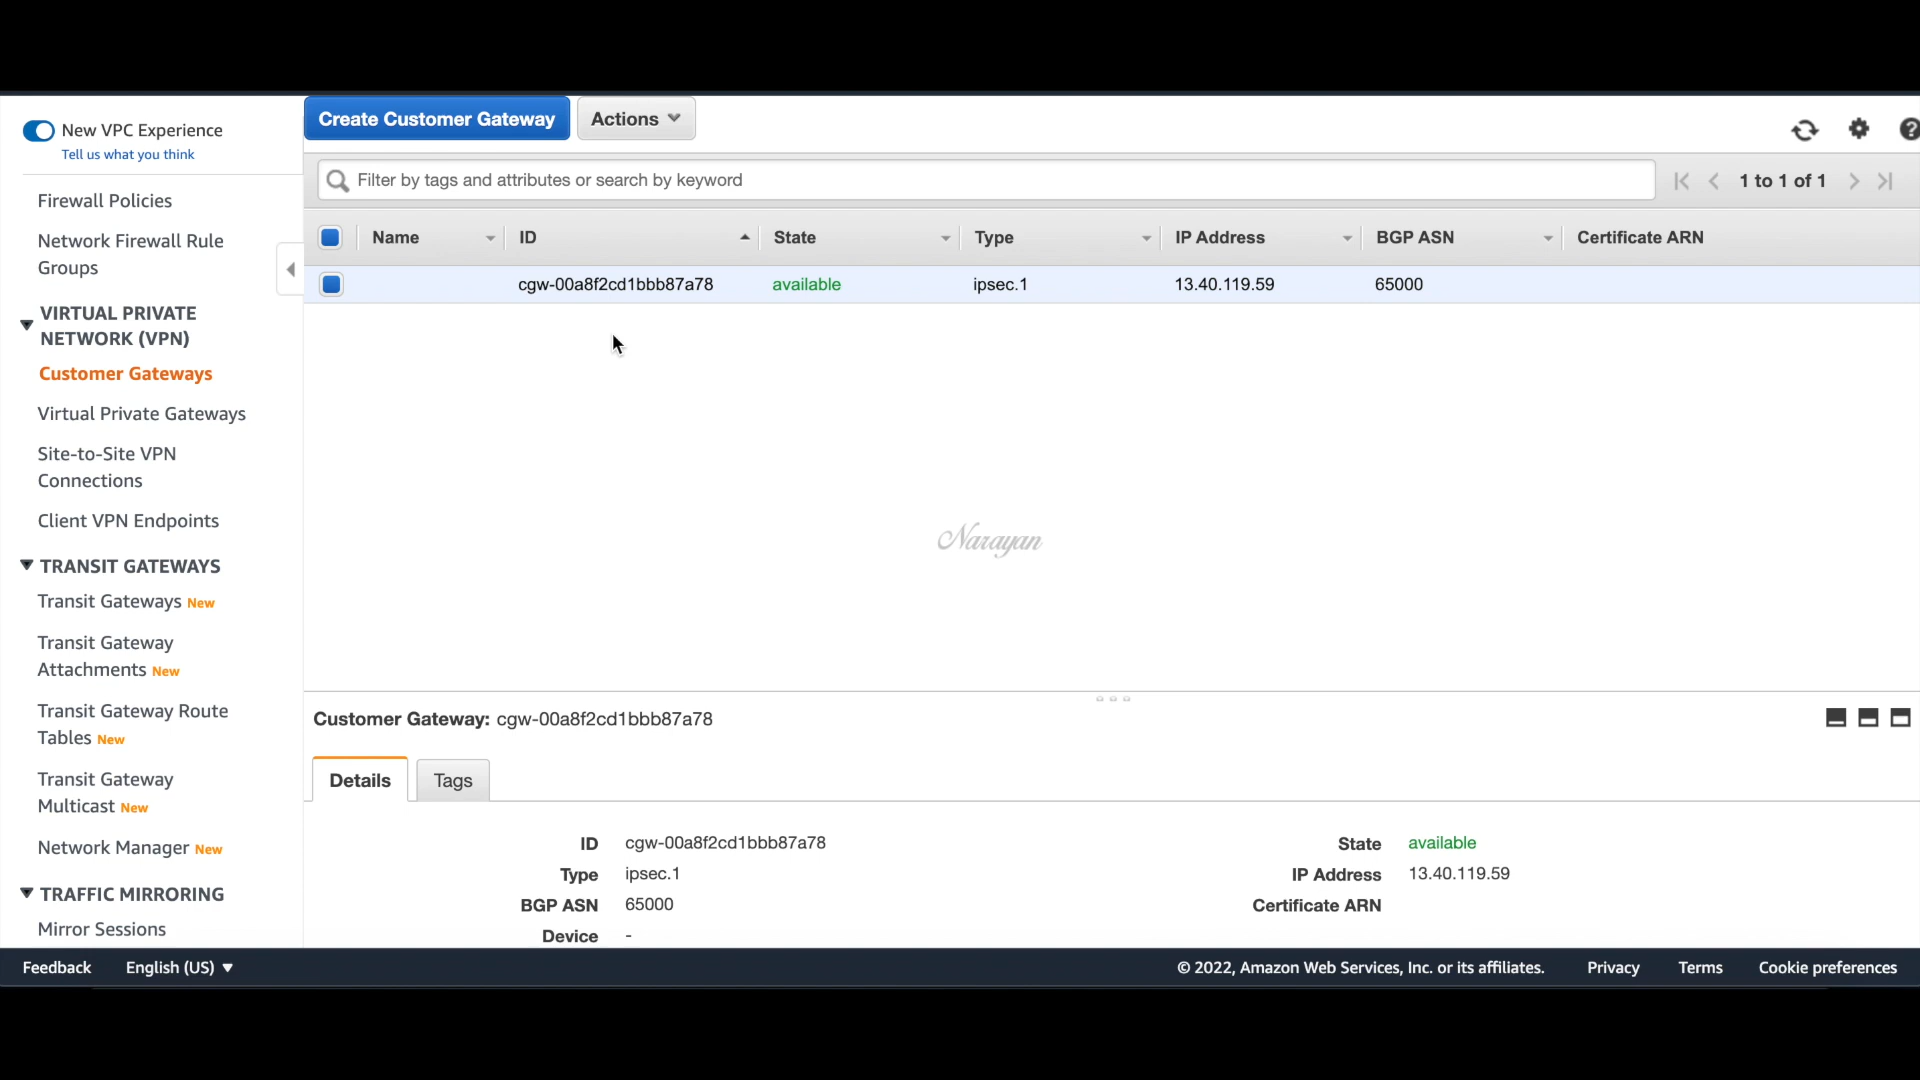 New VPC Experience
Tell us what you think
Firewall Policies
Network Firewall Rule
Groups
VIRTUAL PRIVATE
NETWORK (VPN)
Customer Gateways
Virtual Private Gateways
Site-to-Site VPN
Connections
Client VPN Endpoints
TRANSIT GATEWAYS
Transit Gateways New
Transit Gateway
Attachments New
Transit Gateway Route
Tables New
Transit Gateway
Multicast New
Network Manager New
TRAFFIC MIRRORING
Mirror Sessions
Create Customer Gateway Actions
Filter by tags and attributes or search by keyword 1 to 1 of 1
Name ID State Type IP Address BGP ASN Certificate ARN
cgw-00a8f2cd1bbb87a78 available ipsec.1 13.40.119.59 65000
Narayan
Customer Gateway: cgw-00a8f2cd1bbb87a78
Details Tags
ID cgw-00a8f2cd1bbb87a78 State available
Type ipsec.1 IP Address 13.40.119.59
BGP ASN 65000 Certificate ARN
Device -
Feedback English (US) © 2022, Amazon Web Services, Inc. or its affiliates. Privacy Terms Cookie preferences